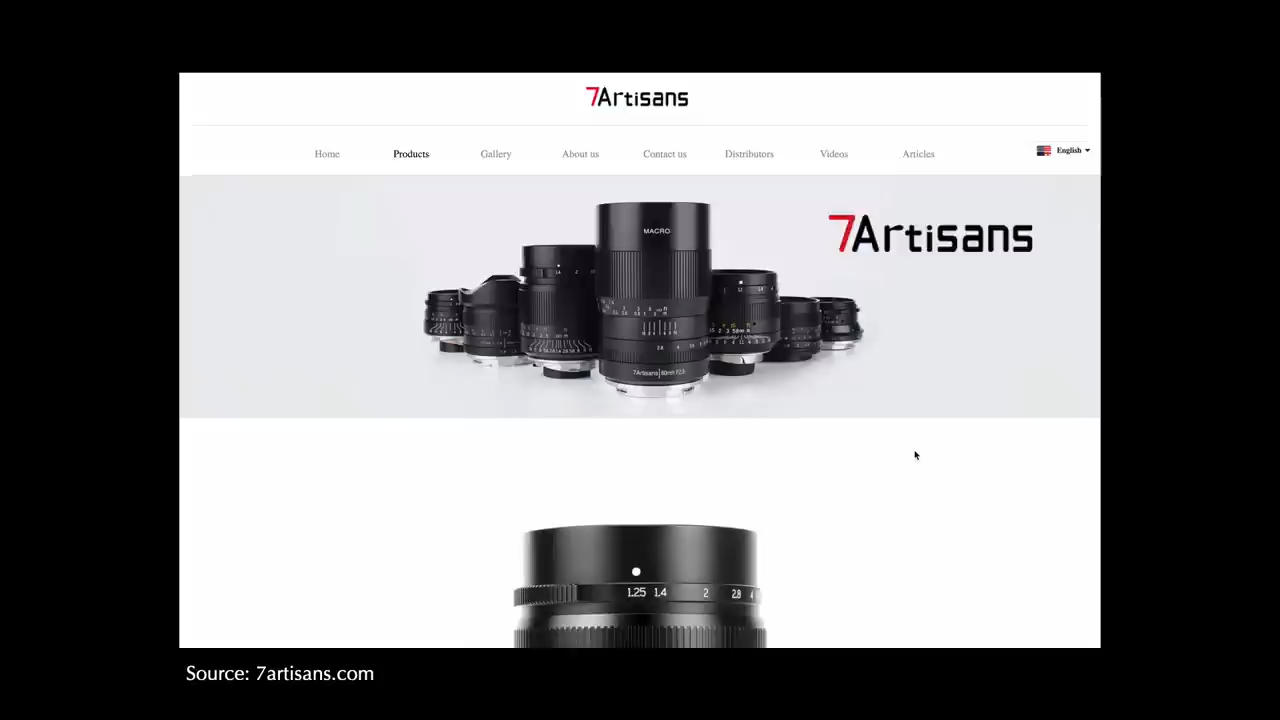 7Artisans
Home Products Gallery About us Contact us Distributors Videos Articles English
7Artisans
MACRO
1.25 1.4 2 2.8 4
Source: 7artisans.com